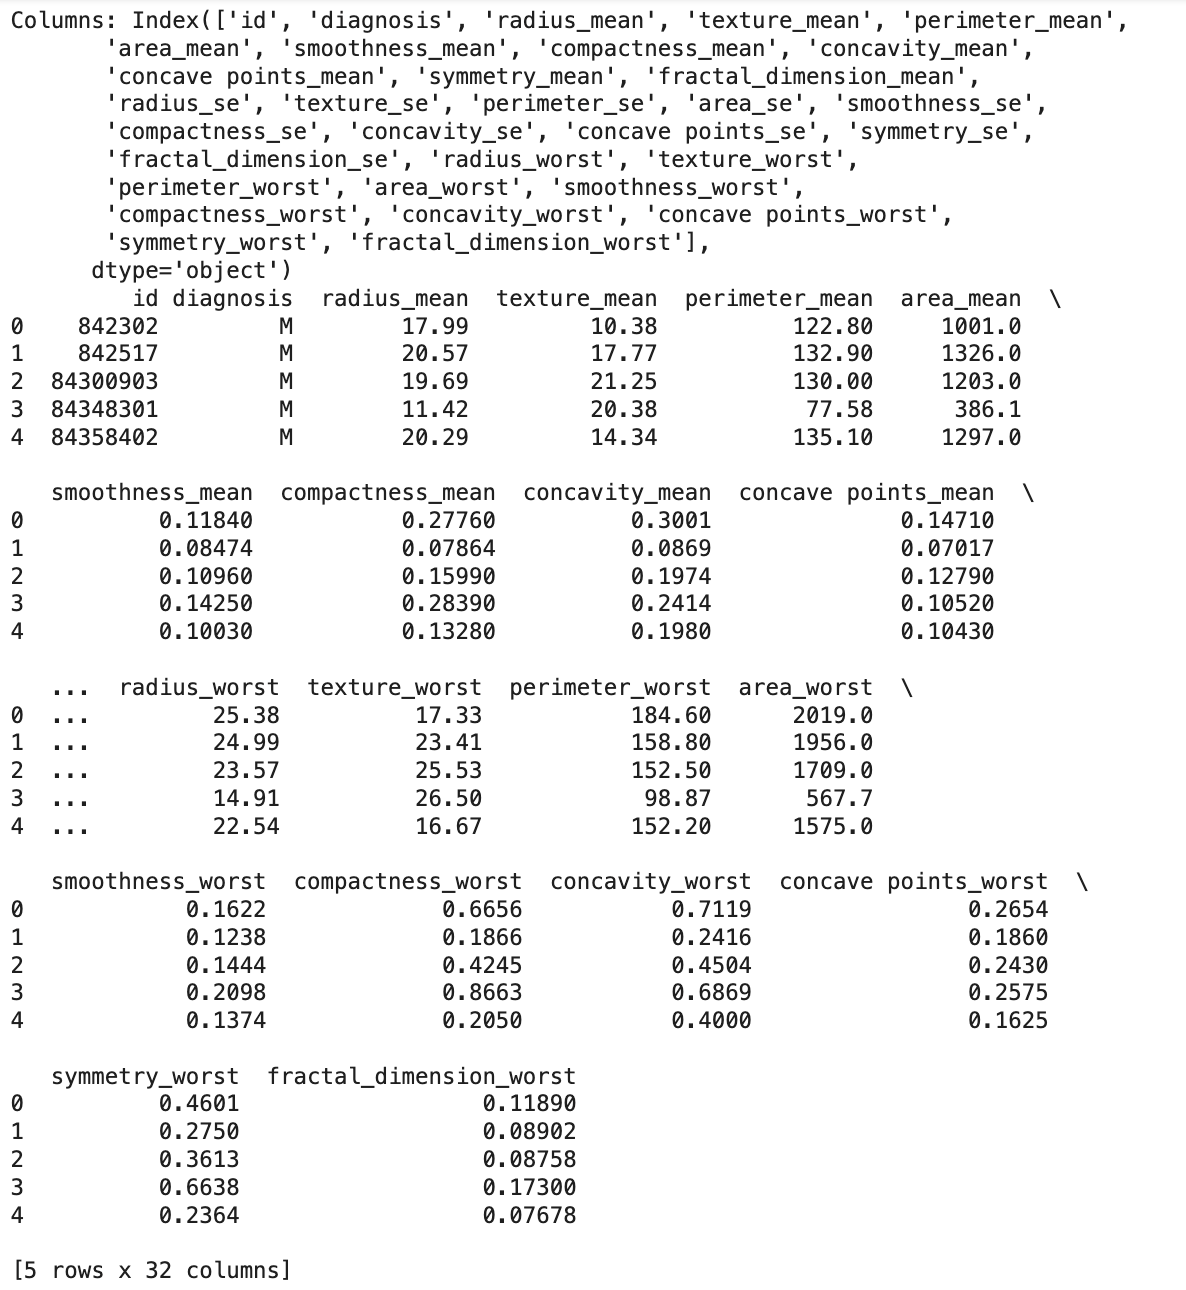 Columns: Index(['id', 'diagnosis', 'radius_mean', 'texture_mean', 'perimeter_mean',
       'area_mean', 'smoothness_mean', 'compactness_mean', 'concavity_mean',
       'concave points_mean', 'symmetry_mean', 'fractal_dimension_mean',
       'radius_se', 'texture_se', 'perimeter_se', 'area_se', 'smoothness_se',
       'compactness_se', 'concavity_se', 'concave points_se', 'symmetry_se',
       'fractal_dimension_se', 'radius_worst', 'texture_worst',
       'perimeter_worst', 'area_worst', 'smoothness_worst',
       'compactness_worst', 'concavity_worst', 'concave points_worst',
       'symmetry_worst', 'fractal_dimension_worst'],
      dtype='object')
         id diagnosis  radius_mean  texture_mean  perimeter_mean  area_mean  \
0    842302         M        17.99         10.38          122.80     1001.0
1    842517         M        20.57         17.77          132.90     1326.0
2  84300903         M        19.69         21.25          130.00     1203.0
3  84348301         M        11.42         20.38           77.58      386.1
4  84358402         M        20.29         14.34          135.10     1297.0

   smoothness_mean  compactness_mean  concavity_mean  concave points_mean  \
0          0.11840           0.27760          0.3001              0.14710
1          0.08474           0.07864          0.0869              0.07017
2          0.10960           0.15990          0.1974              0.12790
3          0.14250           0.28390          0.2414              0.10520
4          0.10030           0.13280          0.1980              0.10430

   ...  radius_worst  texture_worst  perimeter_worst  area_worst  \
0  ...         25.38          17.33           184.60      2019.0
1  ...         24.99          23.41           158.80      1956.0
2  ...         23.57          25.53           152.50      1709.0
3  ...         14.91          26.50            98.87       567.7
4  ...         22.54          16.67           152.20      1575.0

   smoothness_worst  compactness_worst  concavity_worst  concave points_worst  \
0            0.1622             0.6656           0.7119                0.2654
1            0.1238             0.1866           0.2416                0.1860
2            0.1444             0.4245           0.4504                0.2430
3            0.2098             0.8663           0.6869                0.2575
4            0.1374             0.2050           0.4000                0.1625

   symmetry_worst  fractal_dimension_worst
0          0.4601                  0.11890
1          0.2750                  0.08902
2          0.3613                  0.08758
3          0.6638                  0.17300
4          0.2364                  0.07678

[5 rows x 32 columns]